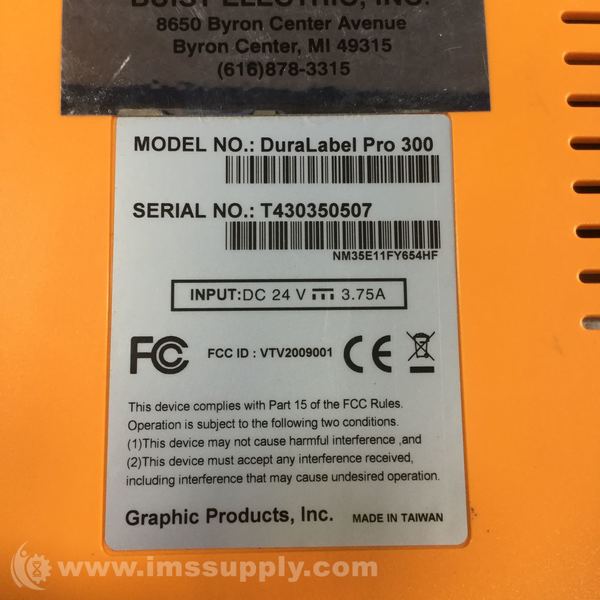 BUIST ELECTRIC, INC.
8650 Byron Center Avenue
Byron Center, MI 49315
(616)878-3315
MODEL NO.: DuraLabel Pro 300
SERIAL NO.: T430350507
NM35E11FY654HF
INPUT:DC 24 V 3.75A
FC FCC ID : VTV2009001 CE
This device complies with Part 15 of the FCC Rules.
Operation is subject to the following two conditions.
(1)This device may not cause harmful interference ,and
(2)This device must accept any interference received,
including interference that may cause undesired operation.
Graphic Products, Inc. MADE IN TAIWAN
www.imssupply.com